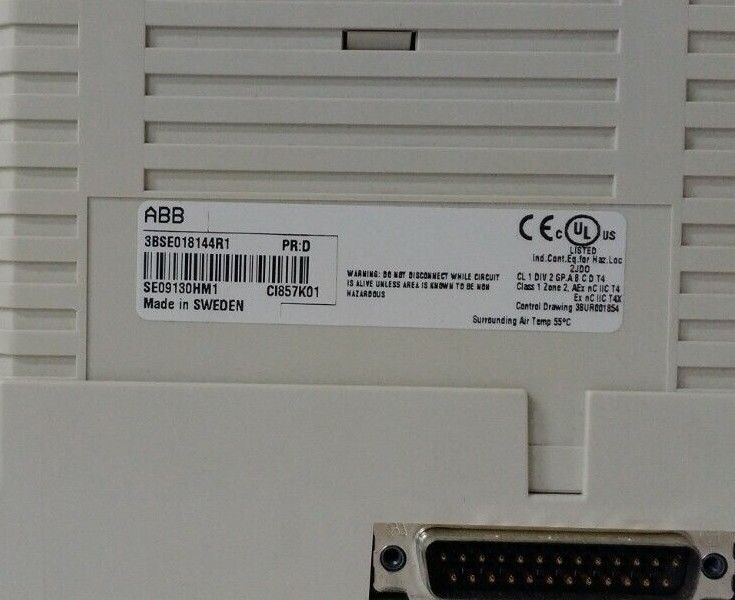 ABB
3BSE018144R1 PR:D
SE09130HM1 CI857K01
Made in SWEDEN
WARNING: DO NOT DISCONNECT WHILE CIRCUIT
IS ALIVE UNLESS AREA IS KNOWN TO BE NON
HAZARDOUS
CE c UL US
LISTED
Ind.Cont.Eq.for Haz.Loc
2JDO
CL 1 DIV 2 GP.A B C D T4
Class 1 Zone 2, AEx nC IIC T4
Ex nC IIC T4X
Control Drawing 3BUR001854
Surrounding Air Temp 55°C